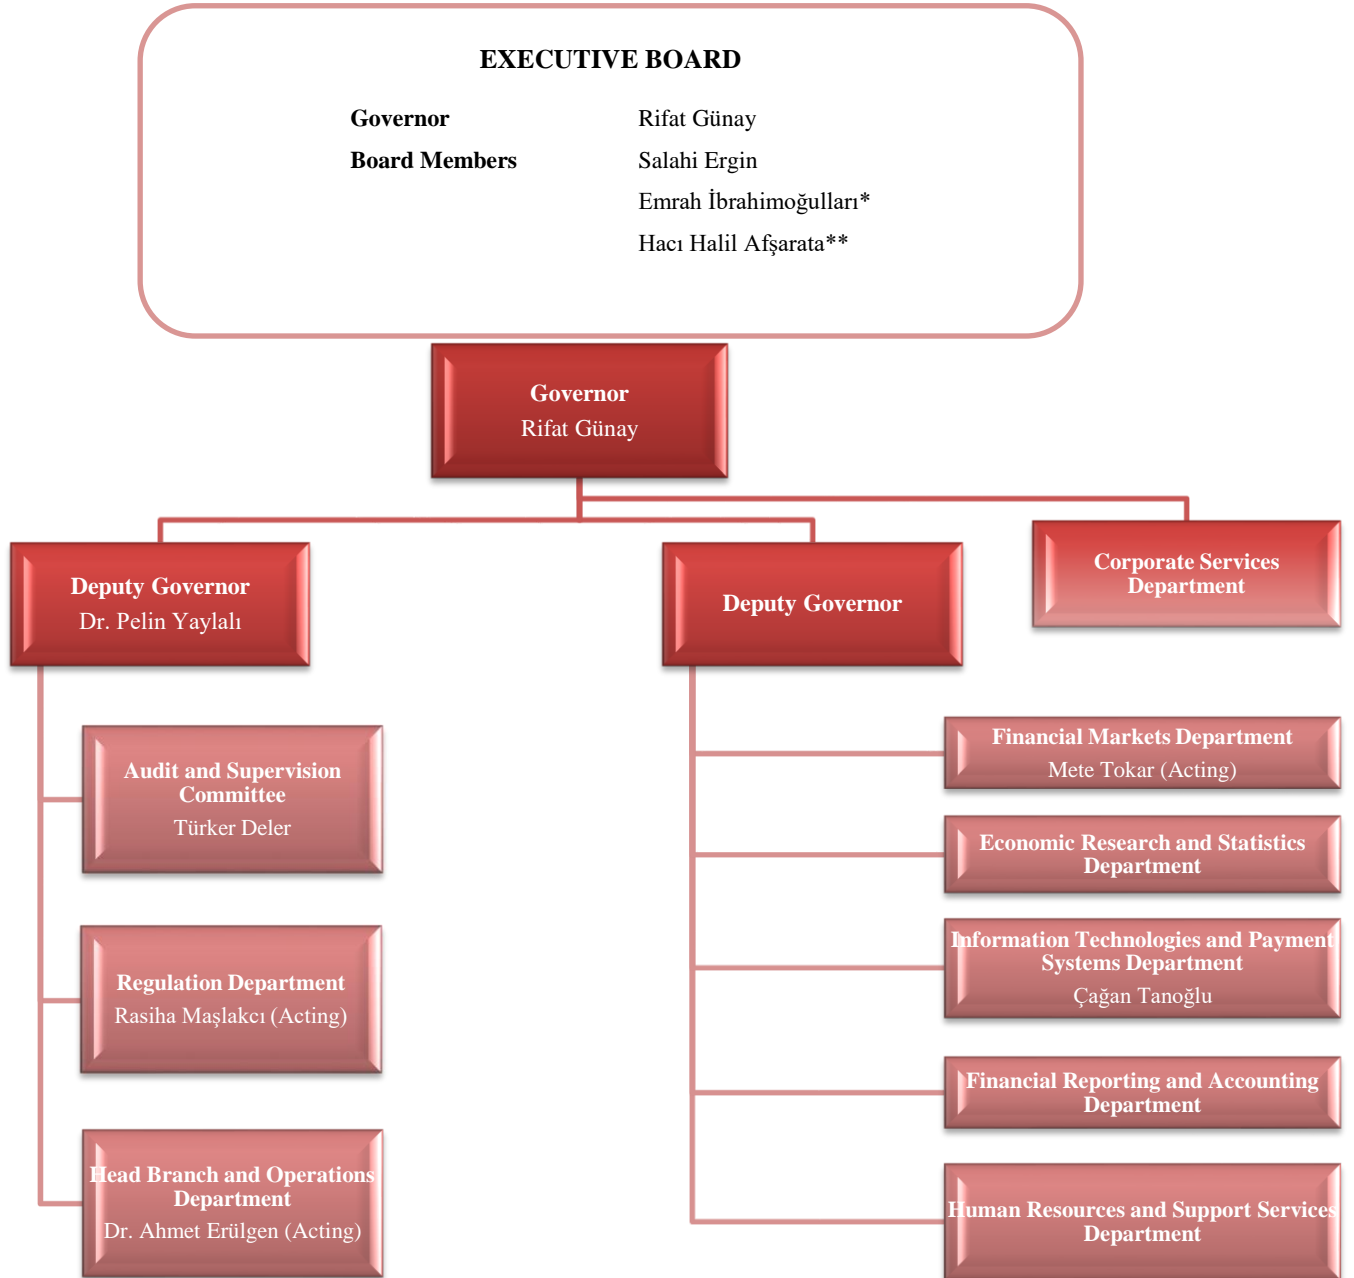 EXECUTIVE BOARD
Governor Rifat Günay
Board Members Salahi Ergin
Emrah İbrahimoğulları*
Hacı Halil Afşarata**
Governor
Rifat Günay
Deputy Governor
Dr. Pelin Yaylalı
Deputy Governor
Corporate Services
Department
Audit and Supervision
Committee
Türker Deler
Regulation Department
Rasiha Maşlakcı (Acting)
Head Branch and Operations
Department
Dr. Ahmet Erülgen (Acting)
Financial Markets Department
Mete Tokar (Acting)
Economic Research and Statistics
Department
Information Technologies and Payment
Systems Department
Çağan Tanoğlu
Financial Reporting and Accounting
Department
Human Resources and Support Services
Department